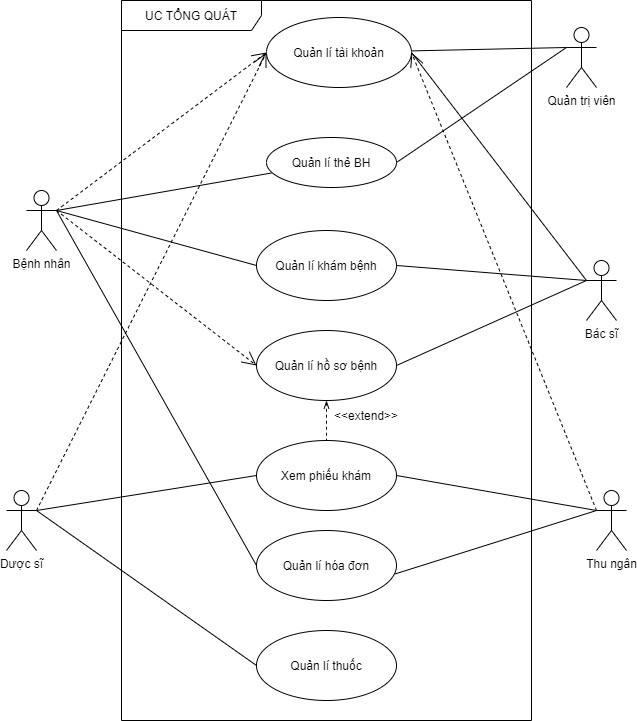 UC TỔNG QUÁT
Quản lí tài khoản
Quản trị viên
Quản lí thẻ BH
Bệnh nhân
Quản lí khám bệnh
Bác sĩ
Quản lí hồ sơ bệnh
<<extend>>
Xem phiếu khám
Dược sĩ
Quản lí hóa đơn
Thu ngân
Quản lí thuốc